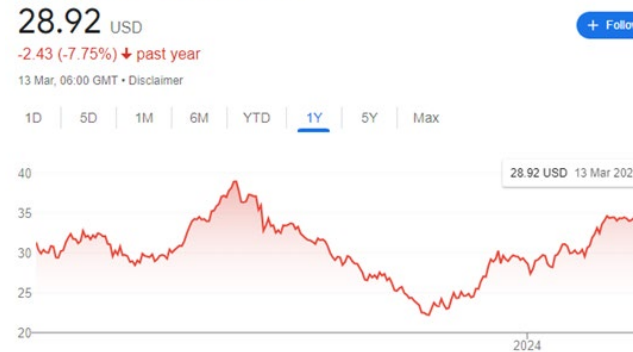 28.92 USD
+ Follo
-2.43 (-7.75%) ↓ past year
13 Mar, 06:00 GMT • Disclaimer
1D 5D 1M 6M YTD 1Y 5Y Max
40
28.92 USD 13 Mar 202
35
30
25
20
2024